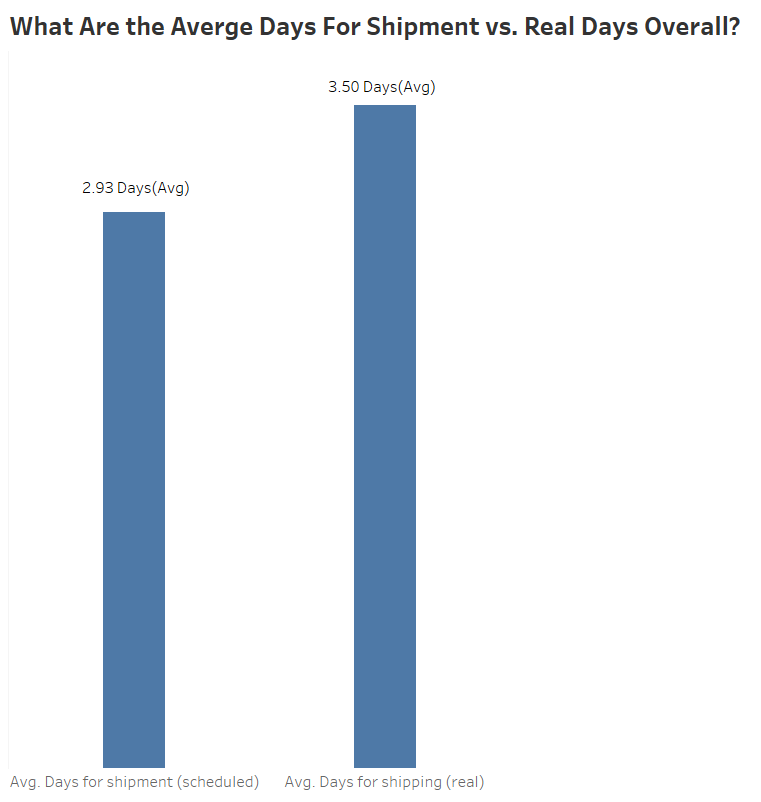 What Are the Averge Days For Shipment vs. Real Days Overall?
3.50 Days(Avg)
2.93 Days(Avg)
Avg. Days for shipment (scheduled)
Avg. Days for shipping (real)